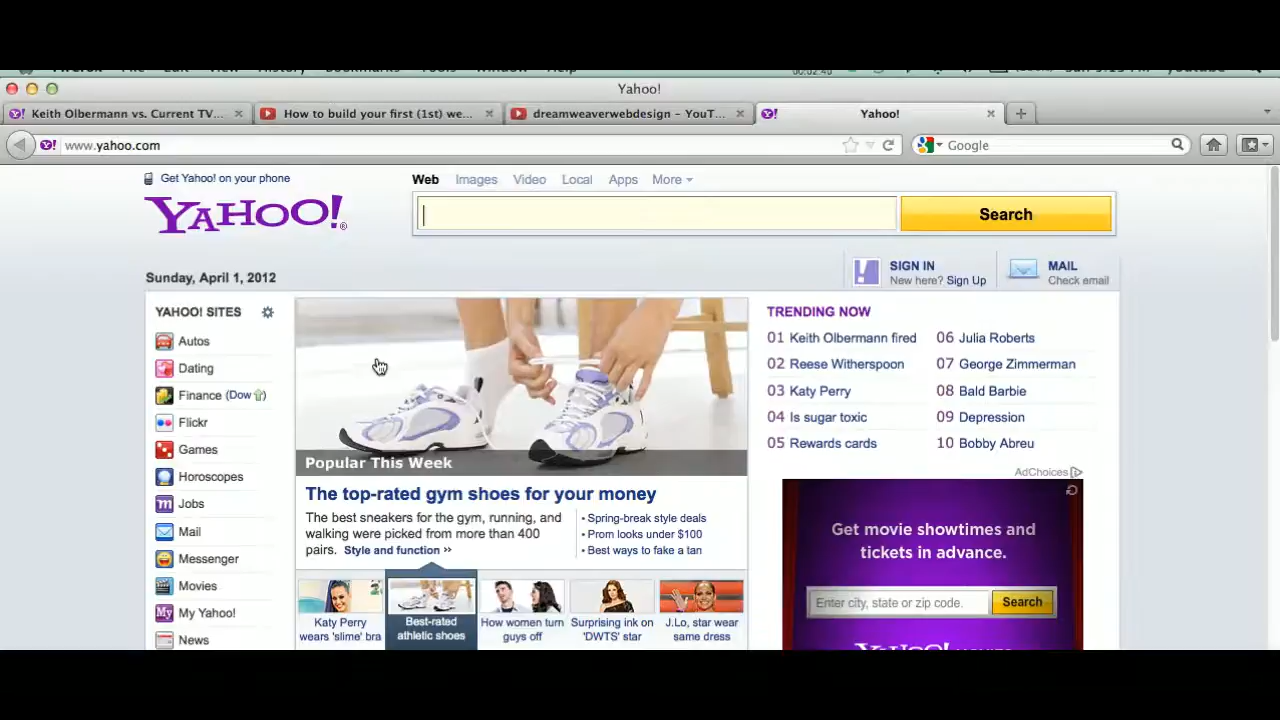 Yahoo!
Keith Olbermann vs. Current TV...
How to build your first (1st) we...
dreamweaverwebdesign – YouT...
Yahoo!
www.yahoo.com
Google
Get Yahoo! on your phone
Web Images Video Local Apps More
YAHOO!
Search
Sunday, April 1, 2012
SIGN IN
New here? Sign Up
MAIL
Check email
YAHOO! SITES
Autos
Dating
Finance (Dow)
Flickr
Games
Horoscopes
Jobs
Mail
Messenger
Movies
My Yahoo!
News
Popular This Week
The top-rated gym shoes for your money
The best sneakers for the gym, running, and
walking were picked from more than 400
pairs. Style and function »
• Spring-break style deals
• Prom looks under $100
• Best ways to fake a tan
Katy Perry
wears 'slime' bra
Best-rated
athletic shoes
How women turn
guys off
Surprising ink on
'DWTS' star
J.Lo, star wear
same dress
TRENDING NOW
01 Keith Olbermann fired
02 Reese Witherspoon
03 Katy Perry
04 Is sugar toxic
05 Rewards cards
06 Julia Roberts
07 George Zimmerman
08 Bald Barbie
09 Depression
10 Bobby Abreu
AdChoices
Get movie showtimes and
tickets in advance.
Enter city, state or zip code.
Search